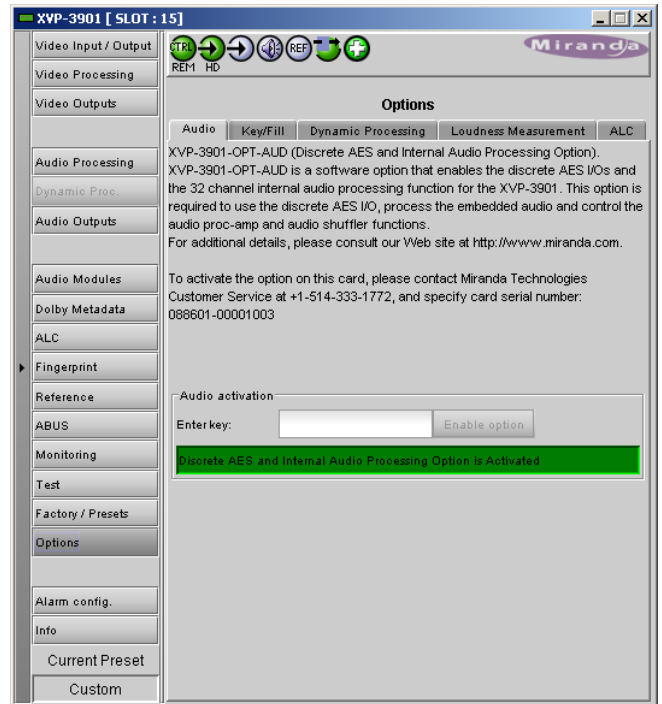 XVP-3901 [ SLOT : 15]
Video Input / Output
Video Processing
Video Outputs
Audio Processing
Dynamic Proc.
Audio Outputs
Audio Modules
Dolby Metadata
ALC
Fingerprint
Reference
ABUS
Monitoring
Test
Factory / Presets
Options
Alarm config.
Info
Current Preset
Custom
CTRL
REF
REM HD
Miranda
Options
Audio Key/Fill Dynamic Processing Loudness Measurement ALC
XVP-3901-OPT-AUD (Discrete AES and Internal Audio Processing Option).
XVP-3901-OPT-AUD is a software option that enables the discrete AES I/Os and
the 32 channel internal audio processing function for the XVP-3901. This option is
required to use the discrete AES I/O, process the embedded audio and control the
audio proc-amp and audio shuffler functions.
For additional details, please consult our Web site at http://www.miranda.com.
To activate the option on this card, please contact Miranda Technologies
Customer Service at +1-514-333-1772, and specify card serial number:
088601-00001003
Audio activation
Enter key:
Enable option
Discrete AES and Internal Audio Processing Option is Activated